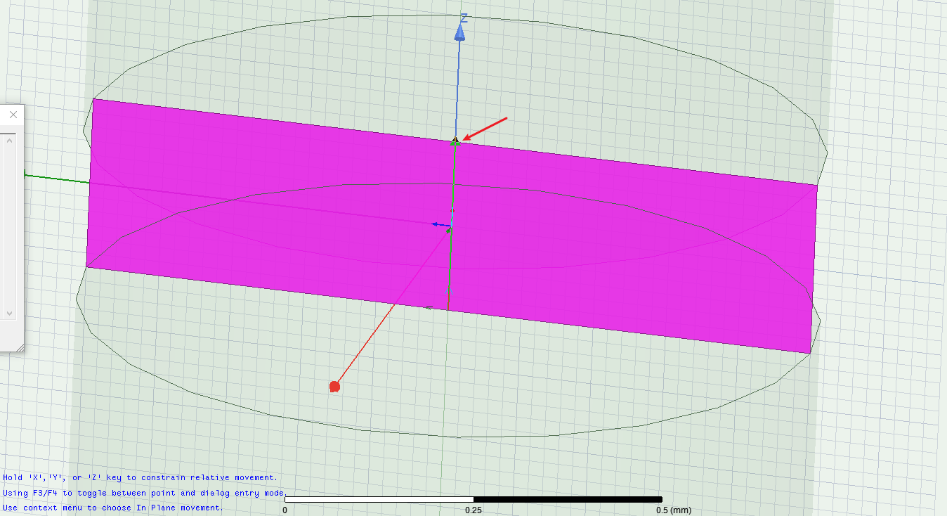 Z
Hold 'X','Y', or 'Z' key to constrain relative movement.
Using F3/F4 to toggle between point and dialog entry mode.
Use context menu to choose In Plane movement.
0 0.25 0.5 (mm)